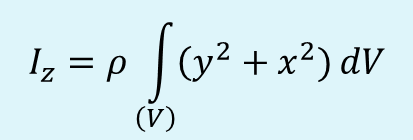 I_z = ρ ∫_(V) (y² + x²) dV